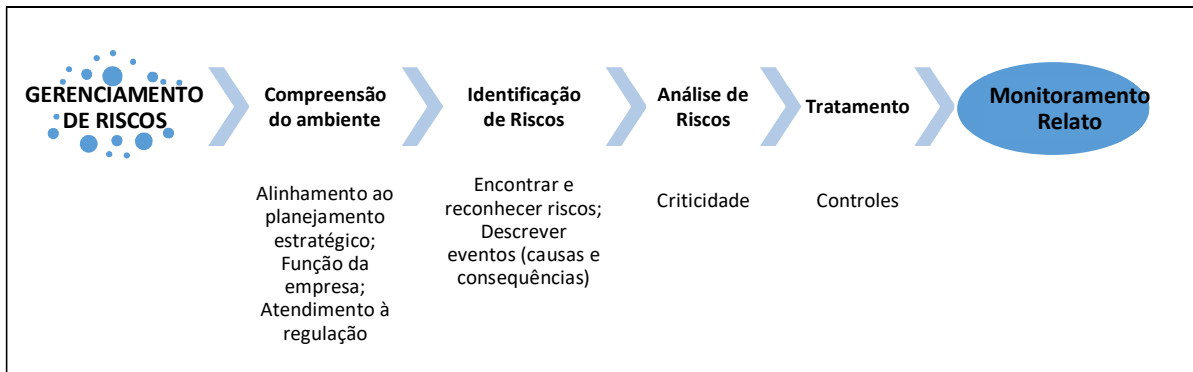 GERENCIAMENTO
DE RISCOS
Compreensão
do ambiente
Identificação
de Riscos
Análise de
Riscos
Tratamento
Monitoramento
Relato
Alinhamento ao
planejamento
estratégico;
Função da
empresa;
Atendimento à
regulação
Encontrar e
reconhecer riscos;
Descrever
eventos (causas e
consequências)
Criticidade
Controles